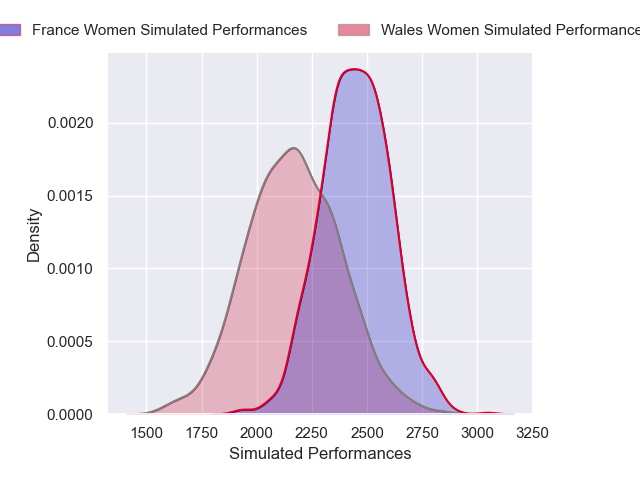 France Women Simulated Performances
Wales Women Simulated Performance
0.0020
0.0015
0.0010
0.0005
0.0000
Density
1500 1750 2000 2250 2500 2750 3000 3250
Simulated Performances